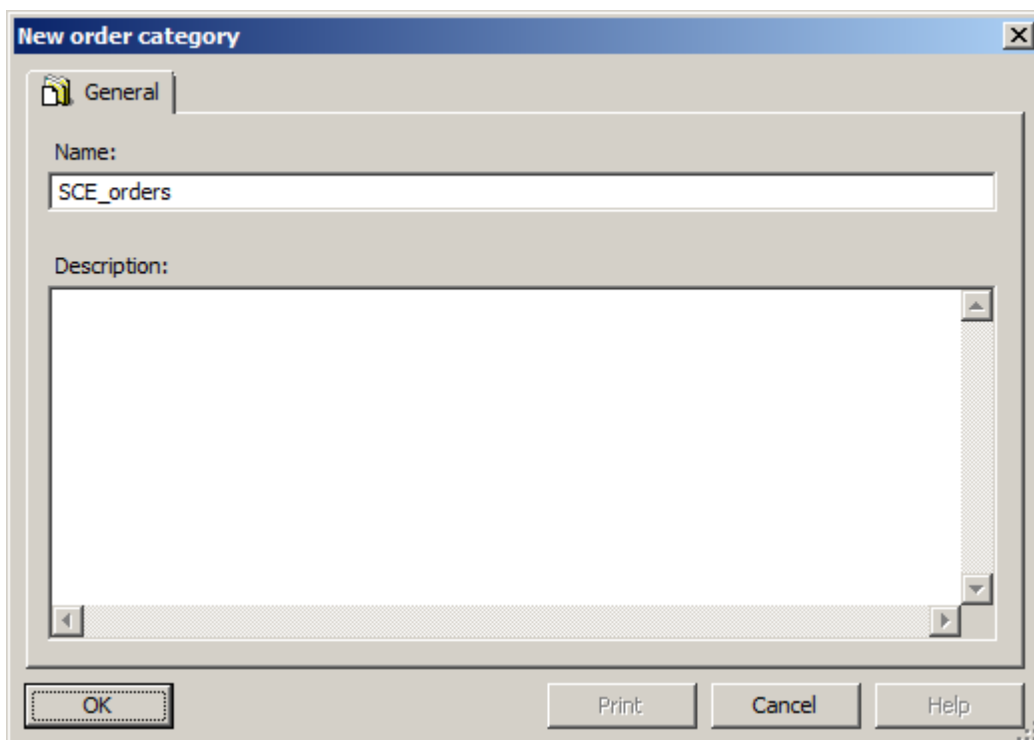 New order category
General
Name:
SCE_orders
Description:
OK Print Cancel Help